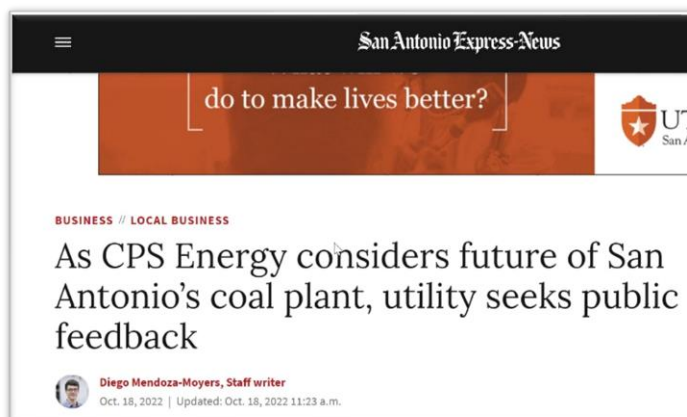 San Antonio Express-News
do to make lives better?
San A
BUSINESS // LOCAL BUSINESS
As CPS Energy considers future of San
Antonio's coal plant, utility seeks public
feedback
Diego Mendoza-Moyers, Staff writer
Oct. 18, 2022 | Updated: Oct. 18, 2022 11:23 a.m.